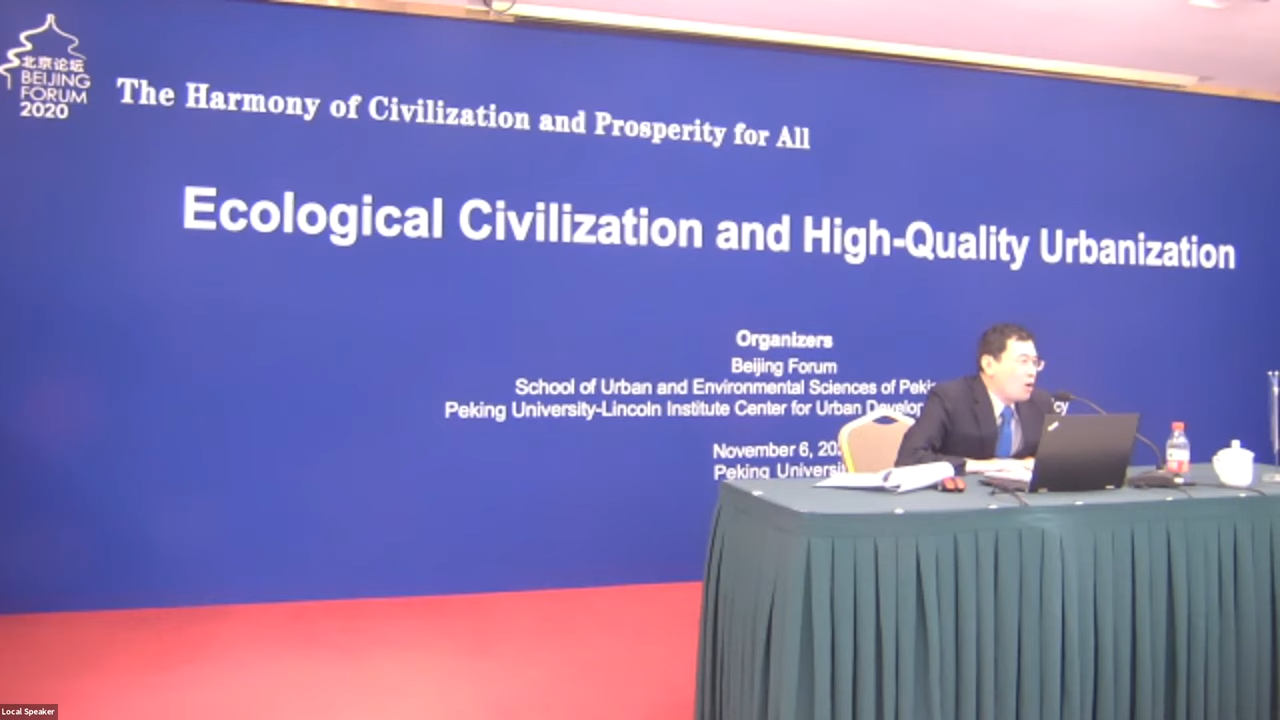 北京论坛
BEIJING
FORUM
2020
The Harmony of Civilization and Prosperity for All
Ecological Civilization and High-Quality Urbanization
Organizers
Beijing Forum
School of Urban and Environmental Sciences of
Peking University-Lincoln Institute Center for Urban
November 6,
Peking
Local Speaker